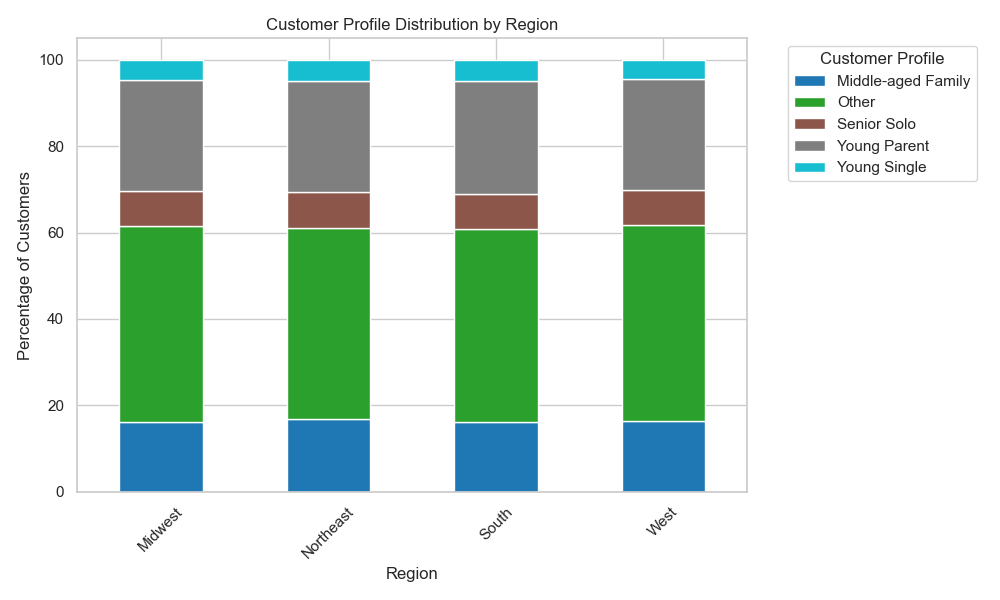 Customer Profile Distribution by Region
Percentage of Customers
100
80
60
40
20
0
Midwest
Northeast
South
West
Region
Customer Profile
Middle-aged Family
Other
Senior Solo
Young Parent
Young Single